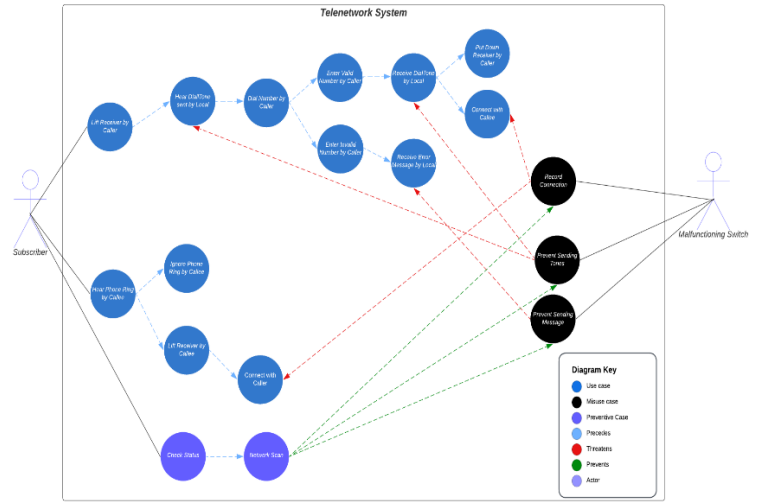 Telenetwork System
Put Down
Receiver by
Caller
Enter Valid
Number by Caller
Receive DialTone
by Local
Hear DialTone
sent by Local
Dial Number by
Caller
Connect with
Callee
Lift Receiver by
Caller
Enter Invalid
Number by Caller
Receive Error
Message by Local
Record
Connection
Subscriber
Malfunctioning Switch
Prevent Sending
Tones
Ignore Phone
Ring by Callee
Hear Phone Ring
by Callee
Prevent Sending
Message
Lift Receiver by
Callee
Connect with
Caller
Check Status
Network Scan
Diagram Key
Use case
Misuse case
Preventive Case
Precedes
Threatens
Prevents
Actor